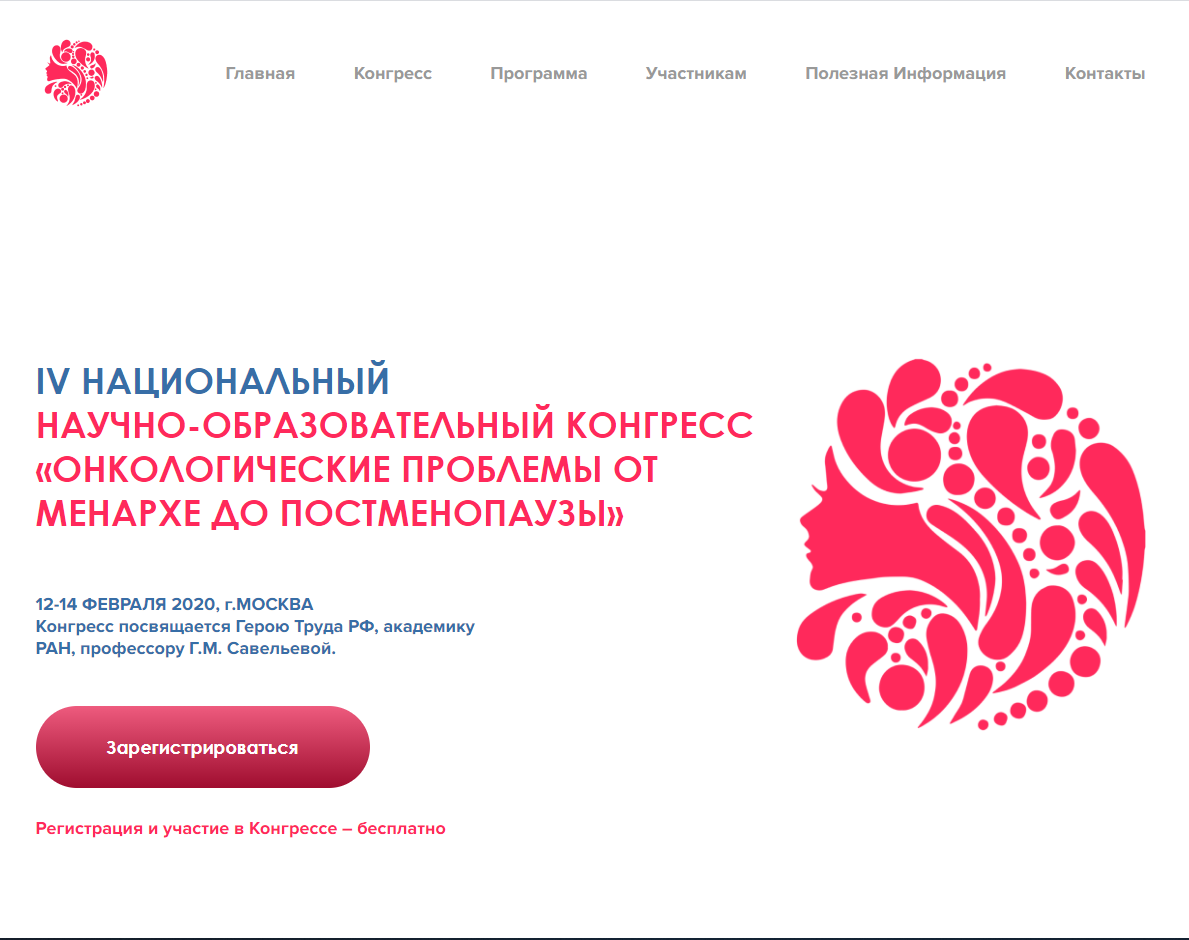 Главная Конгресс Программа Участникам Полезная Информация Контакты
IV НАЦИОНАЛЬНЫЙ
НАУЧНО-ОБРАЗОВАТЕЛЬНЫЙ КОНГРЕСС
«ОНКОЛОГИЧЕСКИЕ ПРОБЛЕМЫ ОТ
МЕНАРХЕ ДО ПОСТМЕНОПАУЗЫ»
12-14 ФЕВРАЛЯ 2020, г.МОСКВА
Конгресс посвящается Герою Труда РФ, академику
РАН, профессору Г.М. Савельевой.
Зарегистрироваться
Регистрация и участие в Конгрессе – бесплатно